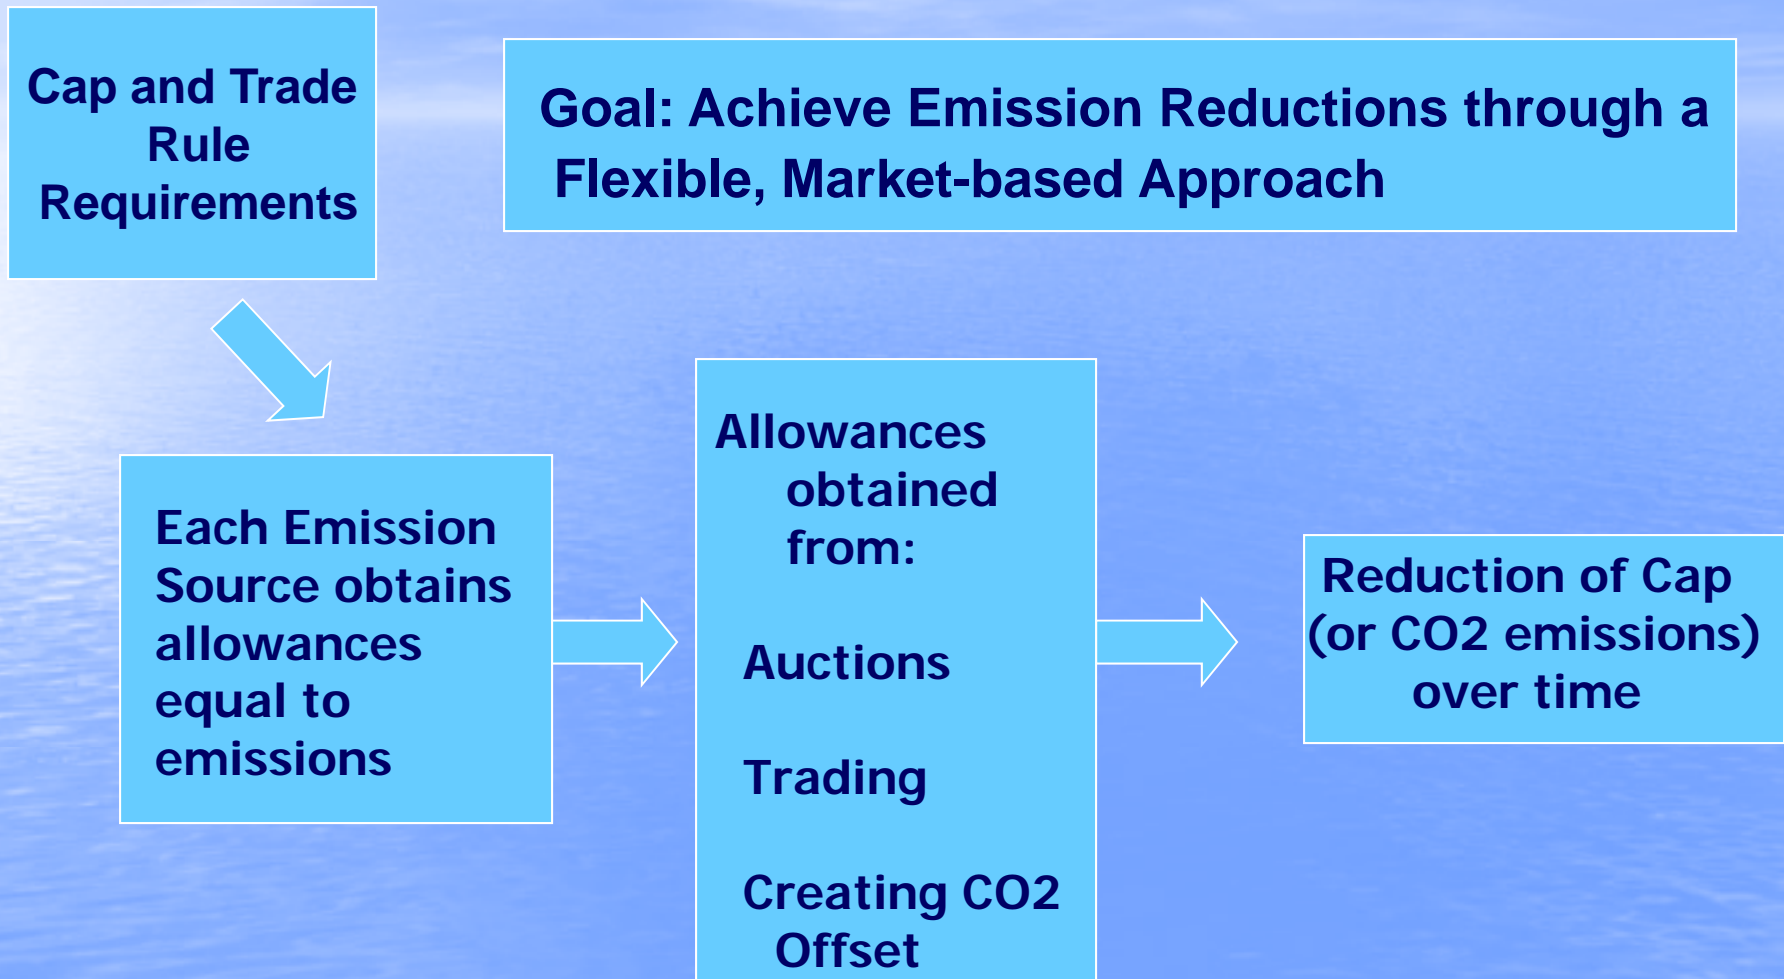 Cap and Trade
Rule
Requirements
Goal: Achieve Emission Reductions through a
Flexible, Market-based Approach
Each Emission
Source obtains
allowances
equal to
emissions
Allowances
obtained
from:
Auctions
Trading
Creating CO2
Offset
Reduction of Cap
(or CO2 emissions)
over time